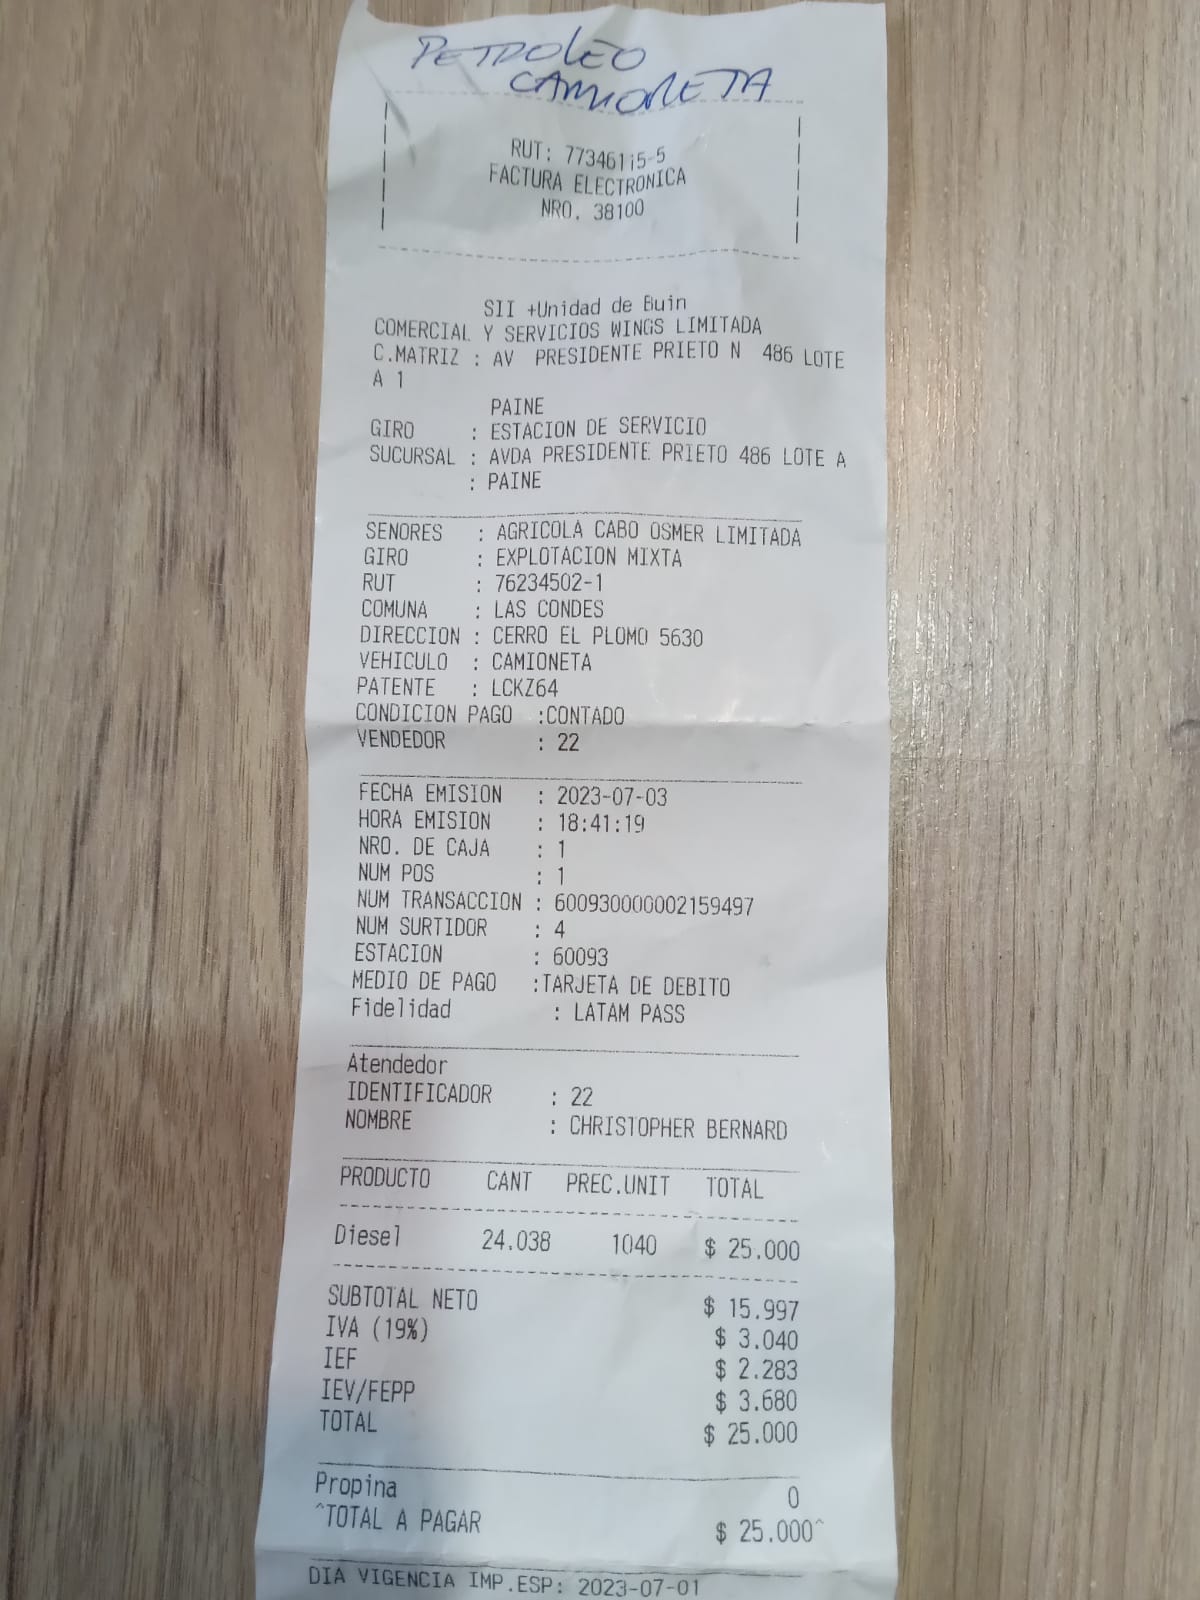 PETROLEO
CAMIONETA
RUT: 77346115-5
FACTURA ELECTRONICA
NRO. 38100
SII +Unidad de Buin
COMERCIAL Y SERVICIOS WINGS LIMITADA
C.MATRIZ : AV PRESIDENTE PRIETO N 486 LOTE
A 1
PAINE
GIRO : ESTACION DE SERVICIO
SUCURSAL : AVDA PRESIDENTE PRIETO 486 LOTE A
: PAINE
SENORES : AGRICOLA CABO OSMER LIMITADA
GIRO : EXPLOTACION MIXTA
RUT : 76234502-1
COMUNA : LAS CONDES
DIRECCION : CERRO EL PLOMO 5630
VEHICULO : CAMIONETA
PATENTE : LCKZ64
CONDICION PAGO :CONTADO
VENDEDOR : 22
FECHA EMISION : 2023-07-03
HORA EMISION : 18:41:19
NRO. DE CAJA : 1
NUM POS : 1
NUM TRANSACCION : 600930000002159497
NUM SURTIDOR : 4
ESTACION : 60093
MEDIO DE PAGO :TARJETA DE DEBITO
Fidelidad : LATAM PASS
Atendedor
IDENTIFICADOR : 22
NOMBRE : CHRISTOPHER BERNARD
PRODUCTO CANT PREC.UNIT TOTAL
Diesel 24.038 1040 $ 25.000
SUBTOTAL NETO $ 15.997
IVA (19%) $ 3.040
IEF $ 2.283
IEV/FEPP $ 3.680
TOTAL $ 25.000
Propina 0
^TOTAL A PAGAR $ 25.000^
DIA VIGENCIA IMP.ESP: 2023-07-01